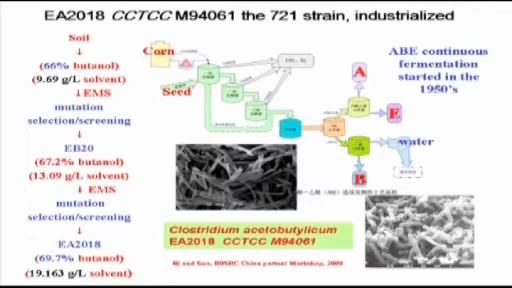 EA2018 CCTCC M94061 the 721 strain, industrialized
Soil
↓
(66% butanol)
(9.69 g/L solvent)
↓EMS
mutation
selection/screening
↓
EB20
(67.2% butanol)
(13.09 g/L solvent)
↓ EMS
mutation
selection/screening
↓
EA2018
(69.7% butanol)
(19.163 g/L solvent)
Corn
Seed
A
E
water
B
ABE continuous
fermentation
started in the
1950's
Clostridium acetobutylicum
EA2018 CCTCC M94061
Ni and Sun, BBSRC China partner Workshop, 2009